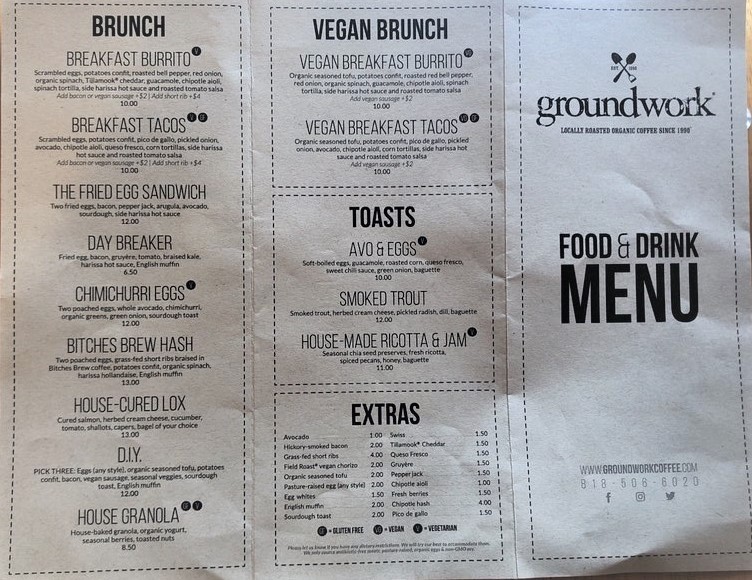 BRUNCH
BREAKFAST BURRITO V
Scrambled eggs, potatoes confit, roasted bell pepper, red onion,
organic spinach, Tillamook® cheddar, guacamole, chipotle aioli,
spinach tortilla, side harissa hot sauce and roasted tomato salsa
Add bacon or vegan sausage +$2 | Add short rib +$4
10.00
BREAKFAST TACOS V GF
Scrambled eggs, potatoes confit, pico de gallo, pickled onion,
avocado, chipotle aioli, queso fresco, corn tortillas, side harissa
hot sauce and roasted tomato salsa
Add bacon or vegan sausage +$2 | Add short rib +$4
10.00
THE FRIED EGG SANDWICH
Two fried eggs, bacon, pepper jack, arugula, avocado,
sourdough, side harissa hot sauce
12.00
DAY BREAKER
Fried egg, bacon, gruyère, tomato, braised kale,
harissa hot sauce, English muffin
6.50
CHIMICHURRI EGGS V
Two poached eggs, whole avocado, chimichurri,
organic greens, green onion, sourdough toast
12.00
BITCHES BREW HASH
Two poached eggs, grass-fed short ribs braised in
Bitches Brew coffee, potatoes confit, organic spinach,
harissa hollandaise, English muffin
13.00
HOUSE-CURED LOX
Cured salmon, herbed cream cheese, cucumber,
tomato, shallots, capers, bagel of your choice
13.00
D.I.Y.
PICK THREE: Eggs (any style), organic seasoned tofu, potatoes
confit, bacon, vegan sausage, seasonal veggies, sourdough
toast, English muffin
12.00
HOUSE GRANOLA GF V
House-baked granola, organic yogurt,
seasonal berries, toasted nuts
8.50
VEGAN BRUNCH
VEGAN BREAKFAST BURRITO VG
Organic seasoned tofu, potatoes confit, roasted red bell pepper,
red onion, organic spinach, guacamole, chipotle aioli, spinach
tortilla, side harissa hot sauce and roasted tomato salsa
Add vegan sausage +$2
10.00
VEGAN BREAKFAST TACOS VG GF
Organic seasoned tofu, potatoes confit, pico de gallo, pickled
onion, avocado, chipotle aioli, corn tortillas, side harissa hot
sauce and roasted tomato salsa
Add vegan sausage +$2
10.00
TOASTS
AVO & EGGS V
Soft-boiled eggs, guacamole, roasted corn, queso fresco,
sweet chili sauce, green onion, baguette
10.00
SMOKED TROUT
Smoked trout, herbed cream cheese, pickled radish, dill, baguette
12.00
HOUSE-MADE RICOTTA & JAM V
Seasonal chia seed preserves, fresh ricotta,
spiced pecans, honey, baguette
11.00
EXTRAS
Avocado 1.00
Hickory-smoked bacon 2.00
Grass-fed short ribs 4.00
Field Roast® vegan chorizo 2.00
Organic seasoned tofu 2.00
Pasture-raised egg (any style) 2.00
Egg whites 1.50
English muffin 2.00
Sourdough toast 2.00
Swiss 1.50
Tillamook® Cheddar 1.50
Queso Fresco 1.50
Gruyère 1.50
Pepper jack 1.50
Chipotle aioli 1.00
Fresh berries 1.50
Chipotle hash 4.00
Pico de gallo 1.50
GF = GLUTEN FREE VG = VEGAN V = VEGETARIAN
Please let us know if you have any dietary restrictions. We will try our best to accommodate them.
We only source antibiotic-free meats, pasture raised, organic eggs & non-GMO soy.
EST 1990
groundwork®
LOCALLY ROASTED ORGANIC COFFEE SINCE 1990
FOOD & DRINK
MENU
WWW.GROUNDWORKCOFFEE.COM
818-506-6020